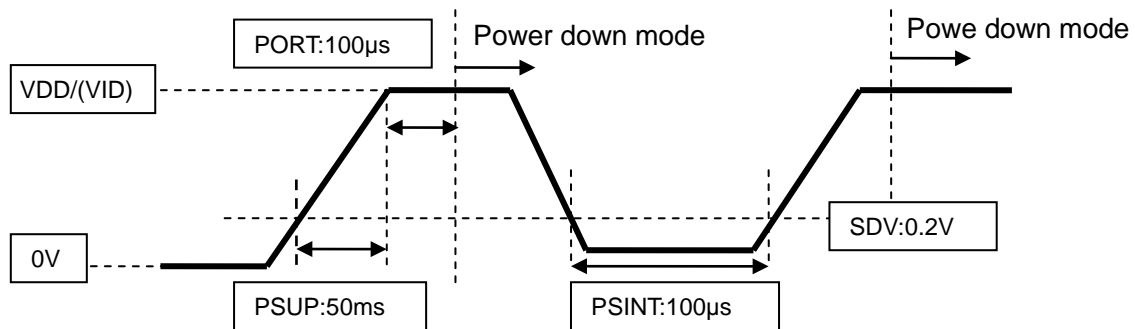 PORT:100μs
Power down mode
Powe down mode
VDD/(VID)
SDV:0.2V
0V
PSUP:50ms
PSINT:100μs